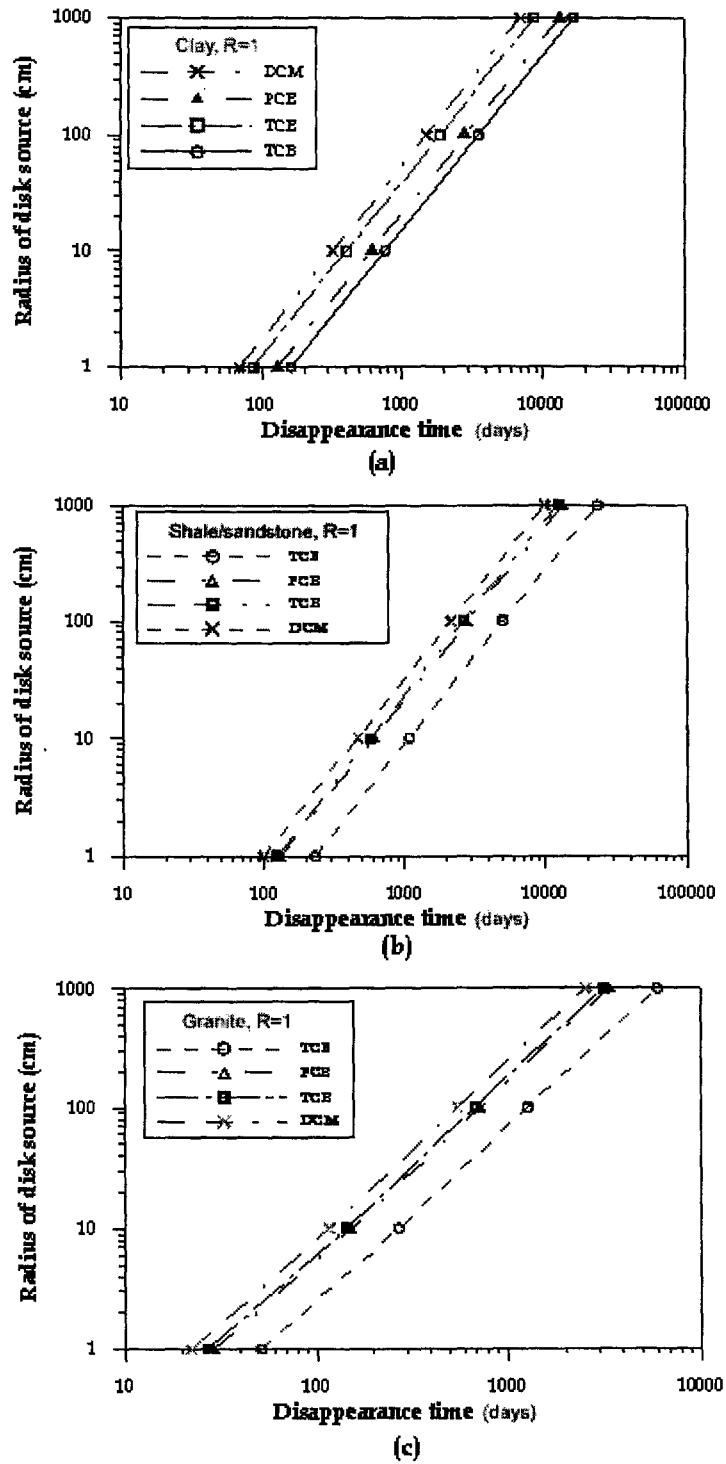 Radius of disk source (cm)
1000
100
10
1
Clay, R=1
DCM
PCE
TCE
TCB
10
100
1000
10000
100000
Disappearance time (days)
(a)
Radius of disk source (cm)
1000
100
10
1
Shale/sandstone, R=1
TCB
PCE
TCE
DCM
10
100
1000
10000
100000
Disappearance time (days)
(b)
Radius of disk source (cm)
1000
100
10
1
Granite, R=1
TCB
PCE
TCE
DCM
10
100
1000
10000
Disappearance time (days)
(c)